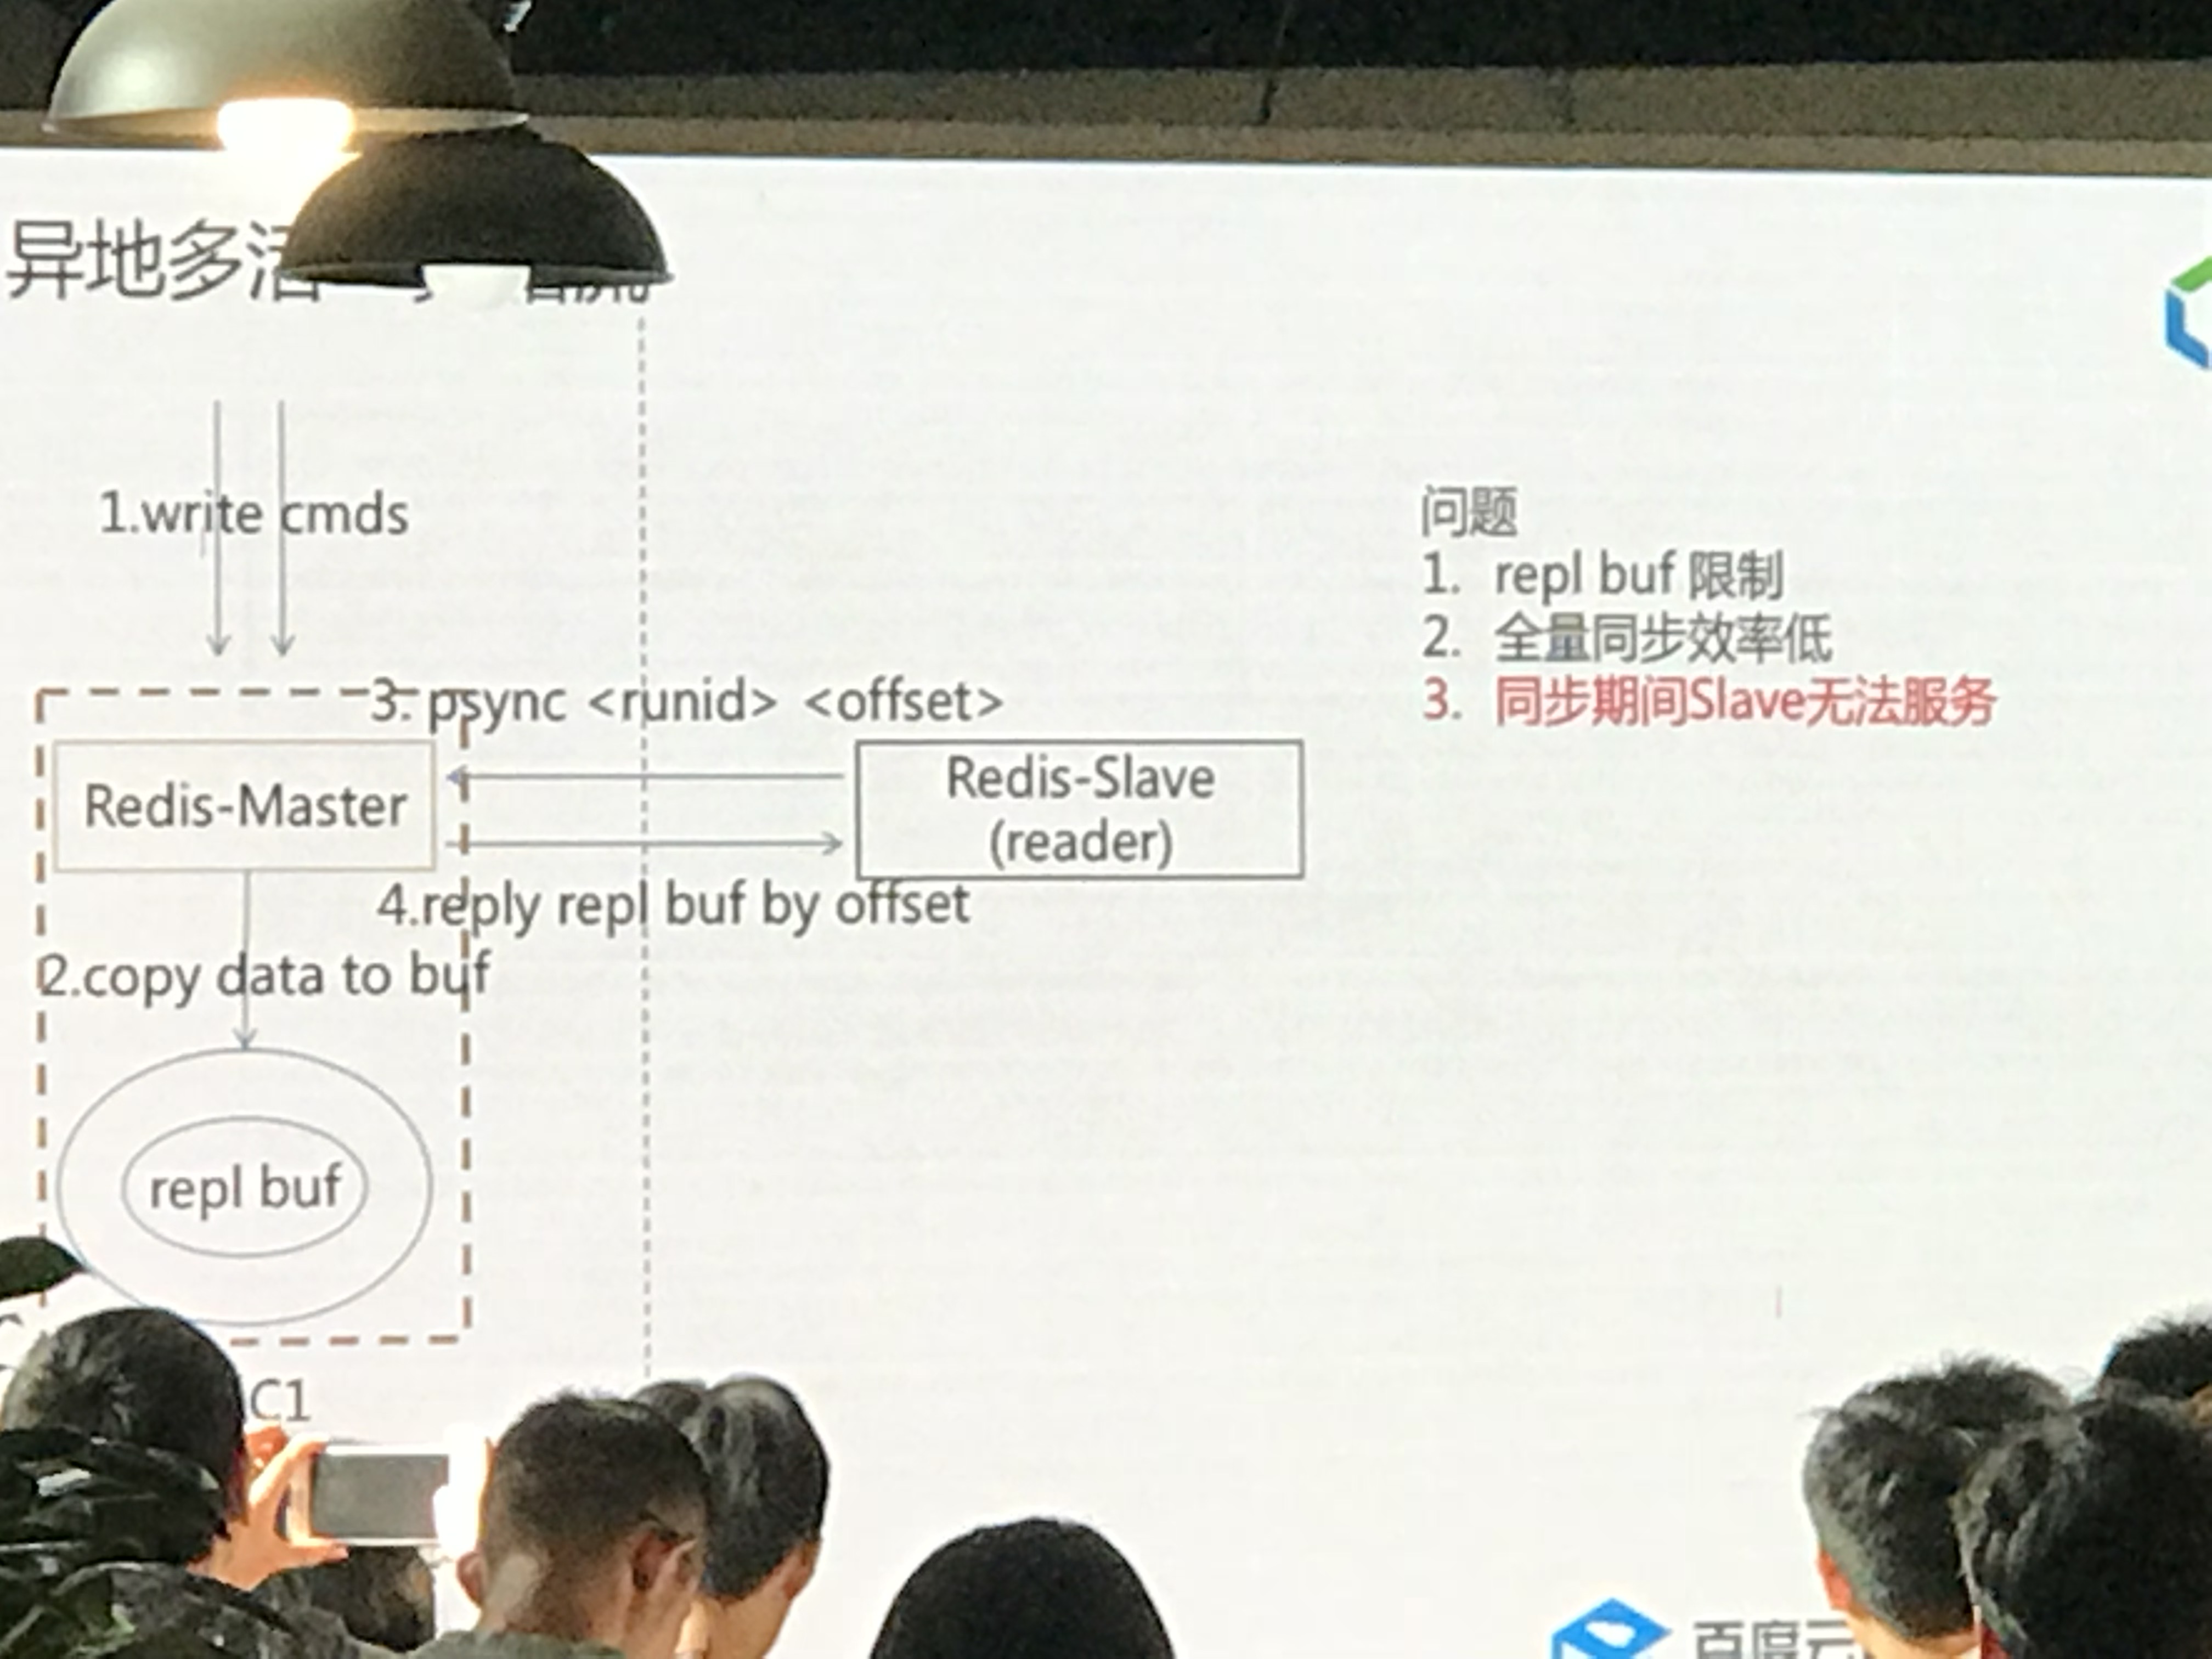 异地多活
1.write cmds
问题
1. repl buf 限制
2. 全量同步效率低
3. 同步期间Slave无法服务
3. psync <runid> <offset>
Redis-Master
Redis-Slave
(reader)
4.reply repl buf by offset
2.copy data to buf
repl buf
C1
百度云